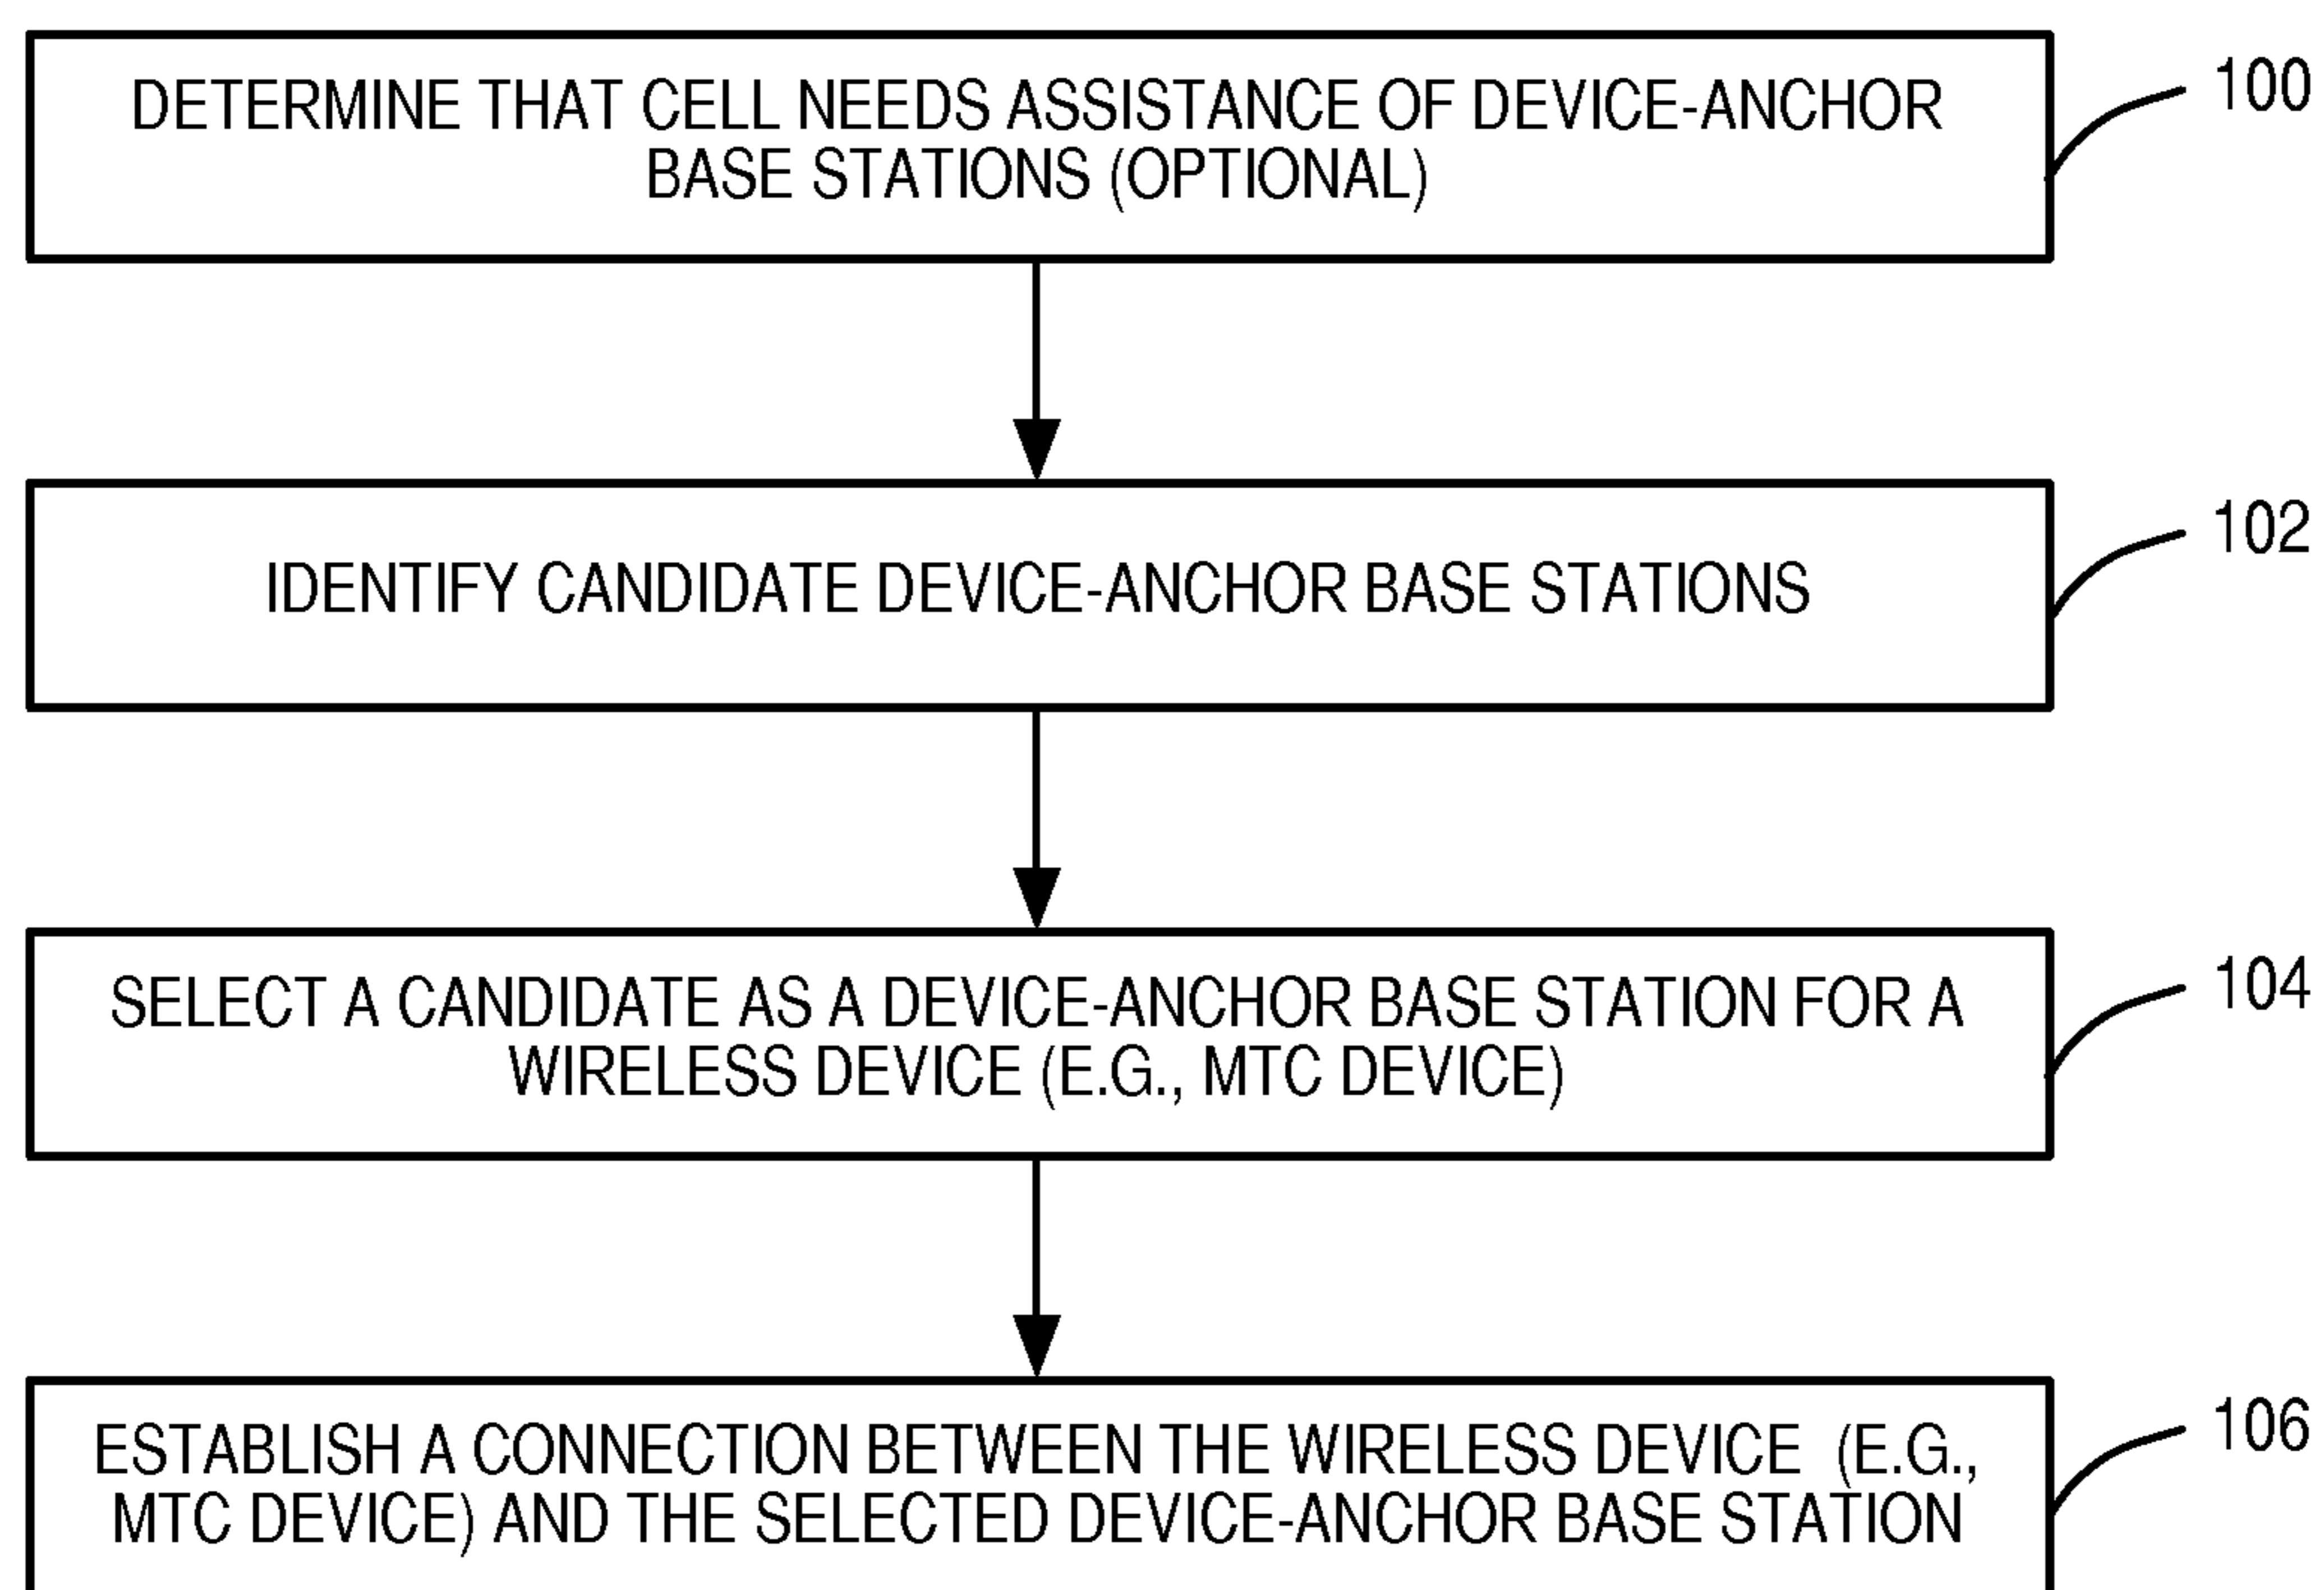 DETERMINE THAT CELL NEEDS ASSISTANCE OF DEVICE-ANCHOR
BASE STATIONS (OPTIONAL)
100
IDENTIFY CANDIDATE DEVICE-ANCHOR BASE STATIONS
102
SELECT A CANDIDATE AS A DEVICE-ANCHOR BASE STATION FOR A
WIRELESS DEVICE (E.G., MTC DEVICE)
104
ESTABLISH A CONNECTION BETWEEN THE WIRELESS DEVICE (E.G.,
MTC DEVICE) AND THE SELECTED DEVICE-ANCHOR BASE STATION
106